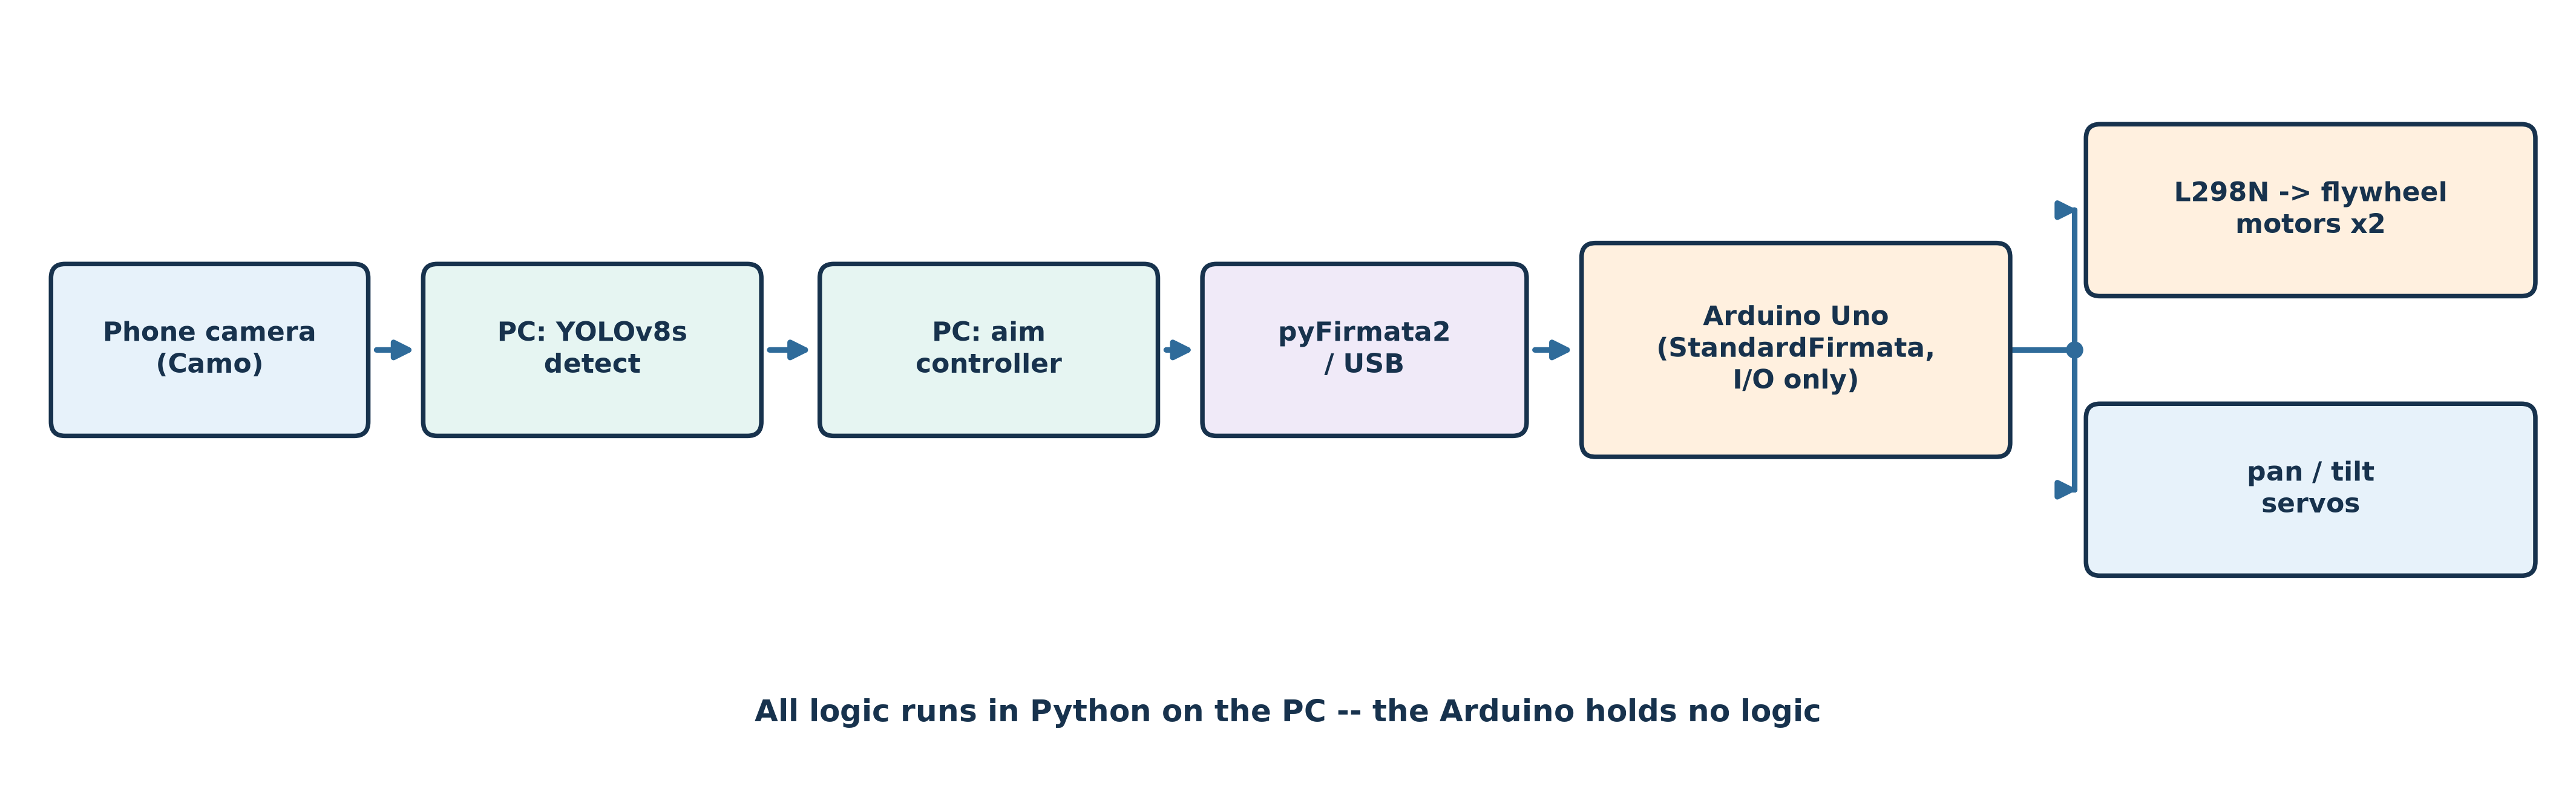 Phone camera
(Camo)
PC: YOLOv8s
detect
PC: aim
controller
pyFirmata2
/ USB
Arduino Uno
(StandardFirmata,
I/O only)
L298N -> flywheel
motors x2
pan / tilt
servos
All logic runs in Python on the PC -- the Arduino holds no logic